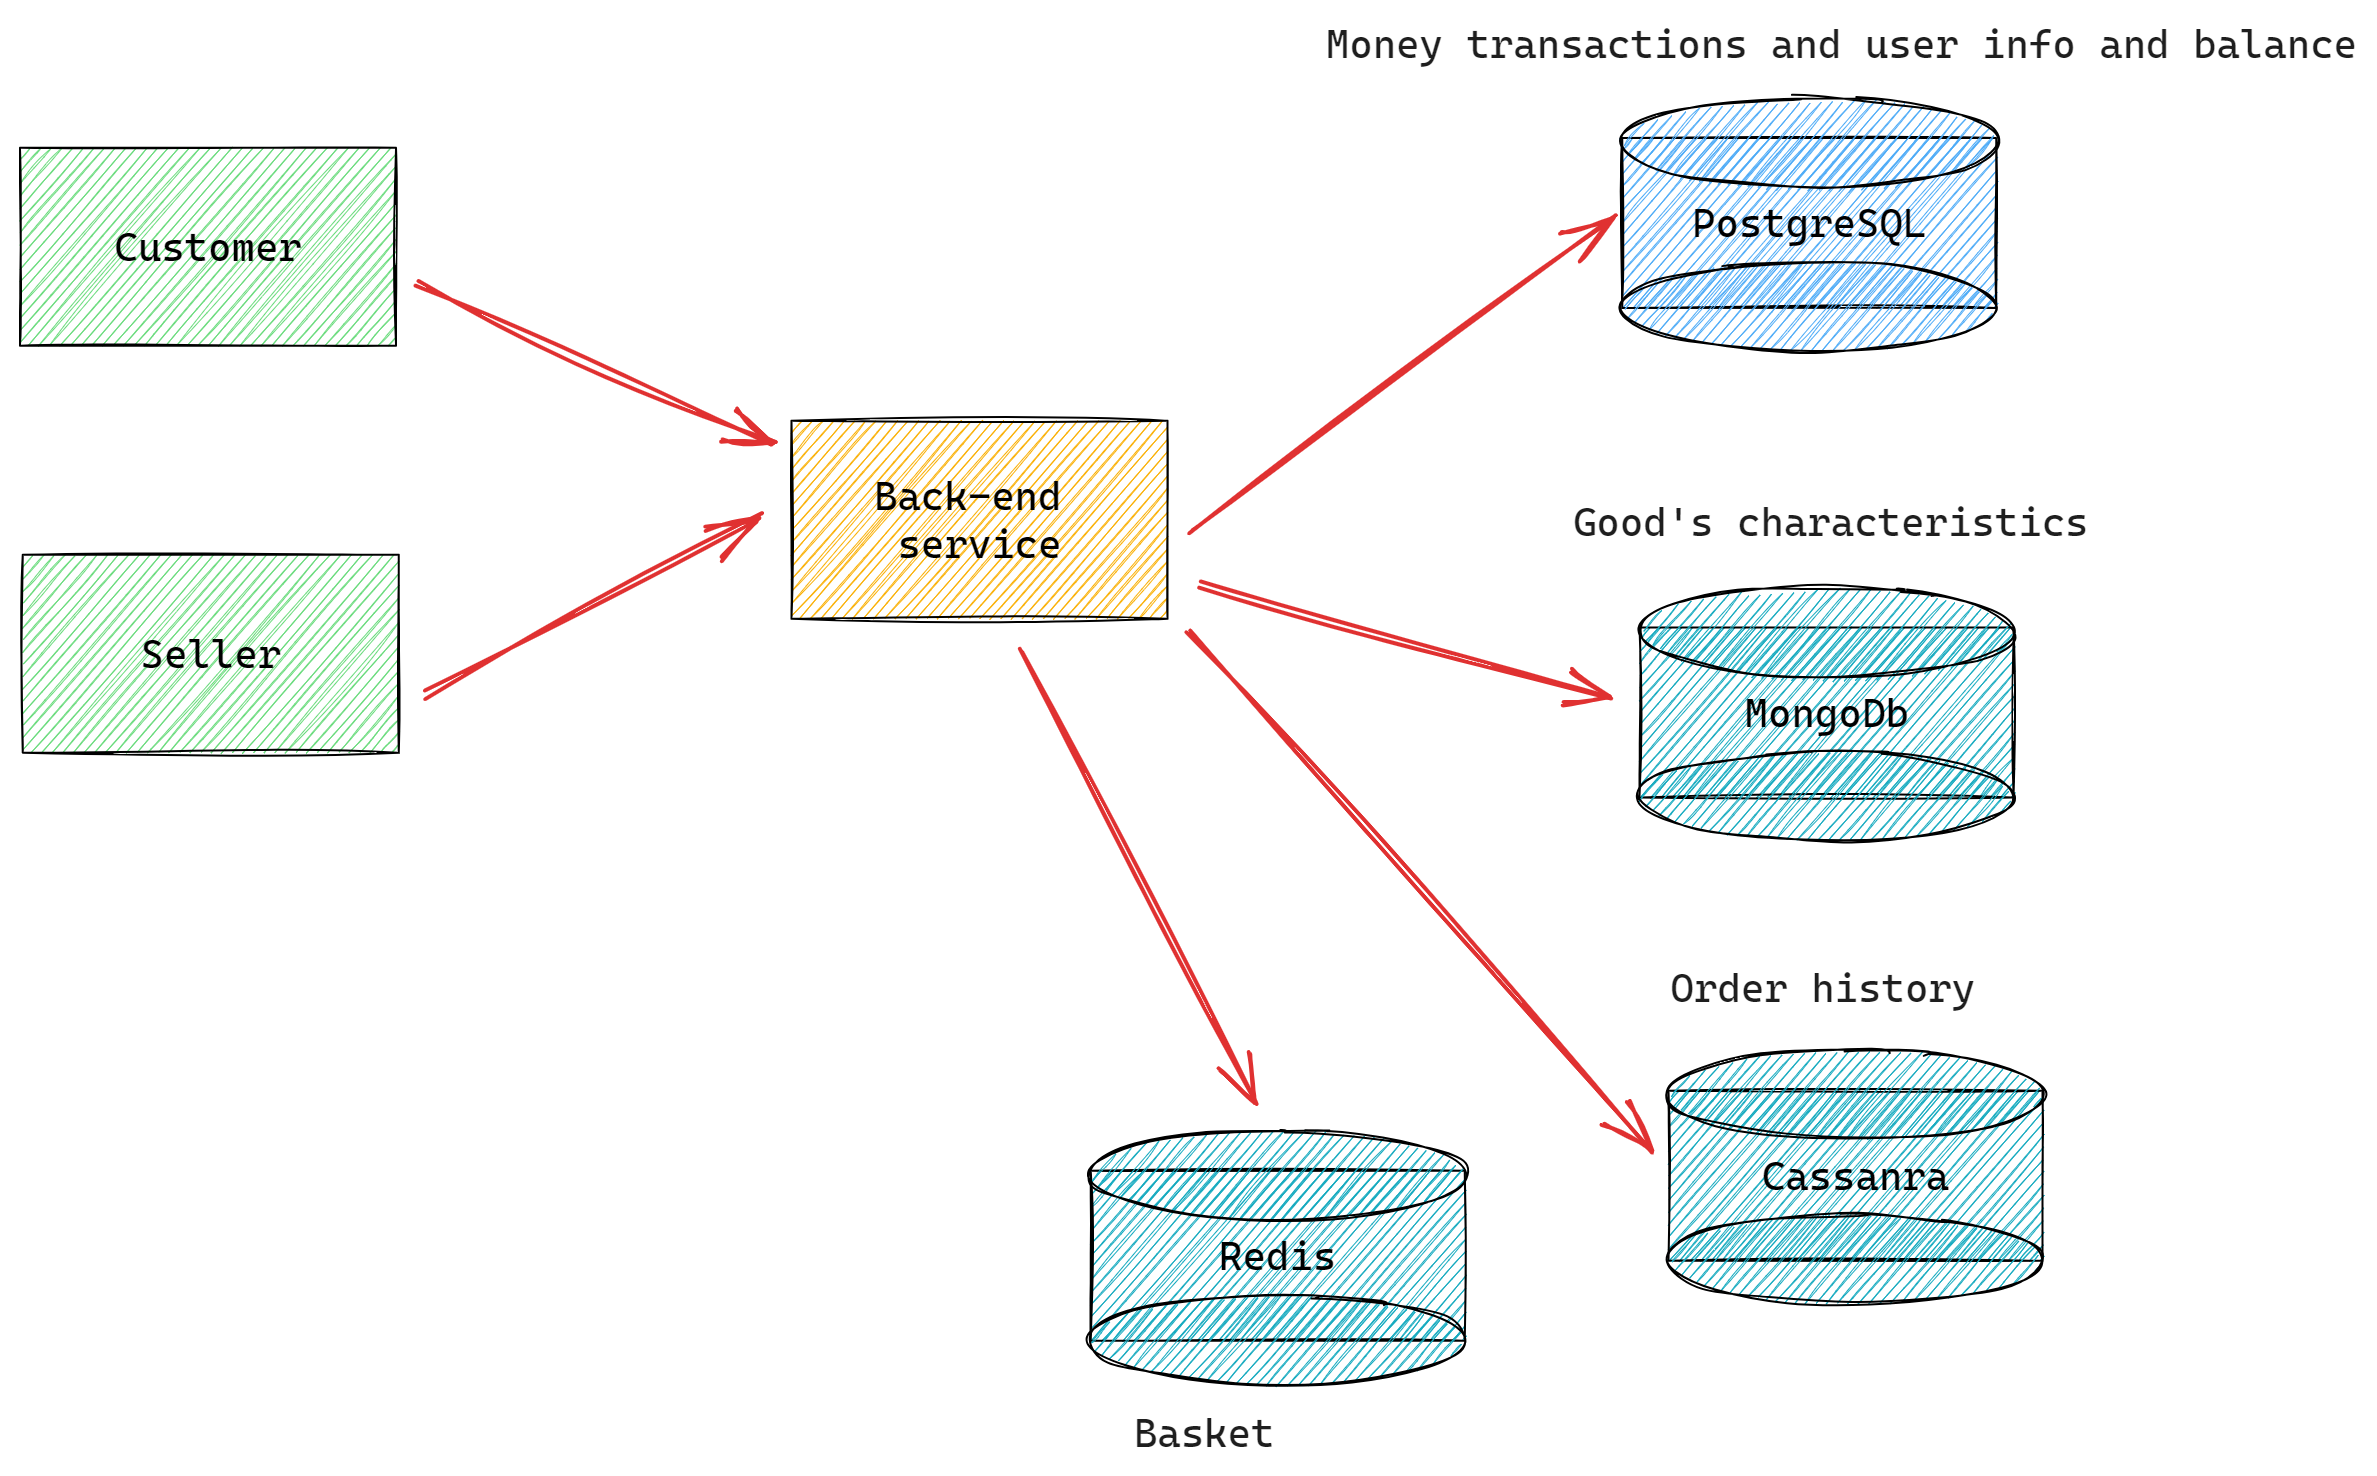 Money transactions and user info and balance
Customer
PostgreSQL
Back-end
service
Good's characteristics
Seller
MongoDb
Order history
Cassanra
Redis
Basket